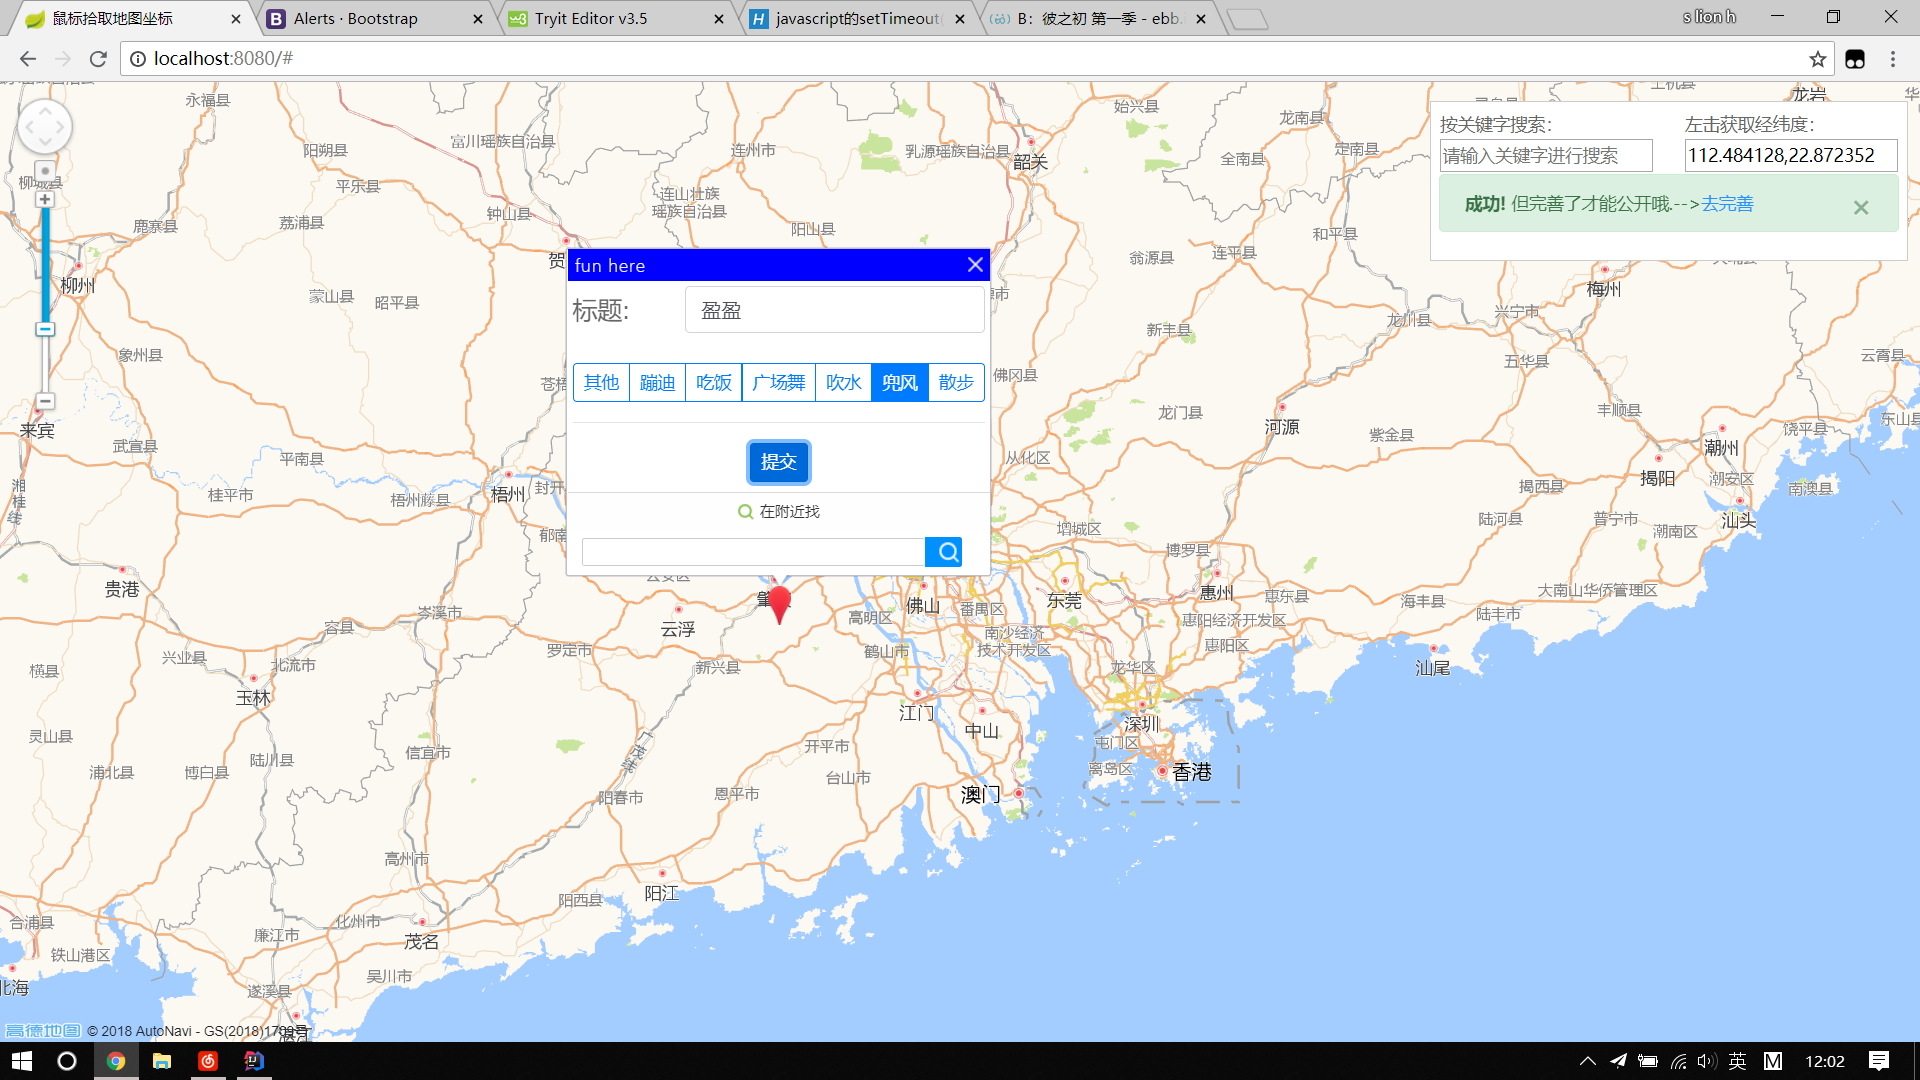 鼠标拾取地图坐标
Alerts · Bootstrap
Tryit Editor v3.5
javascript的setTimeout(
B：彼之初 第一季 - ebb.i
s lion h
localhost:8080/#
按关键字搜索：
左击获取经纬度：
请输入关键字进行搜索
112.484128,22.872352
成功! 但完善了才能公开哦.-->去完善
fun here
标题:
盈盈
其他
蹦迪
吃饭
广场舞
吹水
兜风
散步
提交
在附近找
永福县
富川瑶族自治县
阳朔县
连州市
乳源瑶族自治县
韶关
始兴县
龙南县
全南县
定南县
龙岩
柳城县
平乐县
连山壮族
瑶族自治县
鹿寨县
荔浦县
钟山县
阳山县
翁源县
连平县
和平县
柳州
蒙山县
昭平县
梅州
兴宁市
龙川县
新丰县
象州县
五华县
云霄县
佛冈县
来宾
武宣县
平南县
龙门县
河源
紫金县
丰顺县
饶平县
东山县
潮州
潮安区
揭阳
揭西县
南澳县
从化区
湘桂线
桂平市
梧州藤县
梧州
封开
增城区
陆河县
普宁市
潮南区
汕头
博罗县
贵港
岑溪市
云浮
高明区
佛山
番禺区
东莞
惠州
惠东县
海丰县
陆丰市
大南山华侨管理区
惠阳经济开发区
惠阳区
南沙经济
技术开发区
容县
兴业县
北流市
横县
罗定市
新兴县
鹤山市
龙华区
汕尾
玉林
江门
中山
深圳
屯门区
离岛区
香港
澳门
灵山县
陆川县
信宜市
广茂线
开平市
浦北县
博白县
阳春市
恩平市
台山市
高州市
阳江
阳西县
合浦县
化州市
廉江市
茂名
铁山港区
吴川市
北海
遂溪县
高德地图 © 2018 AutoNavi - GS(2018)1709号
英
12:02